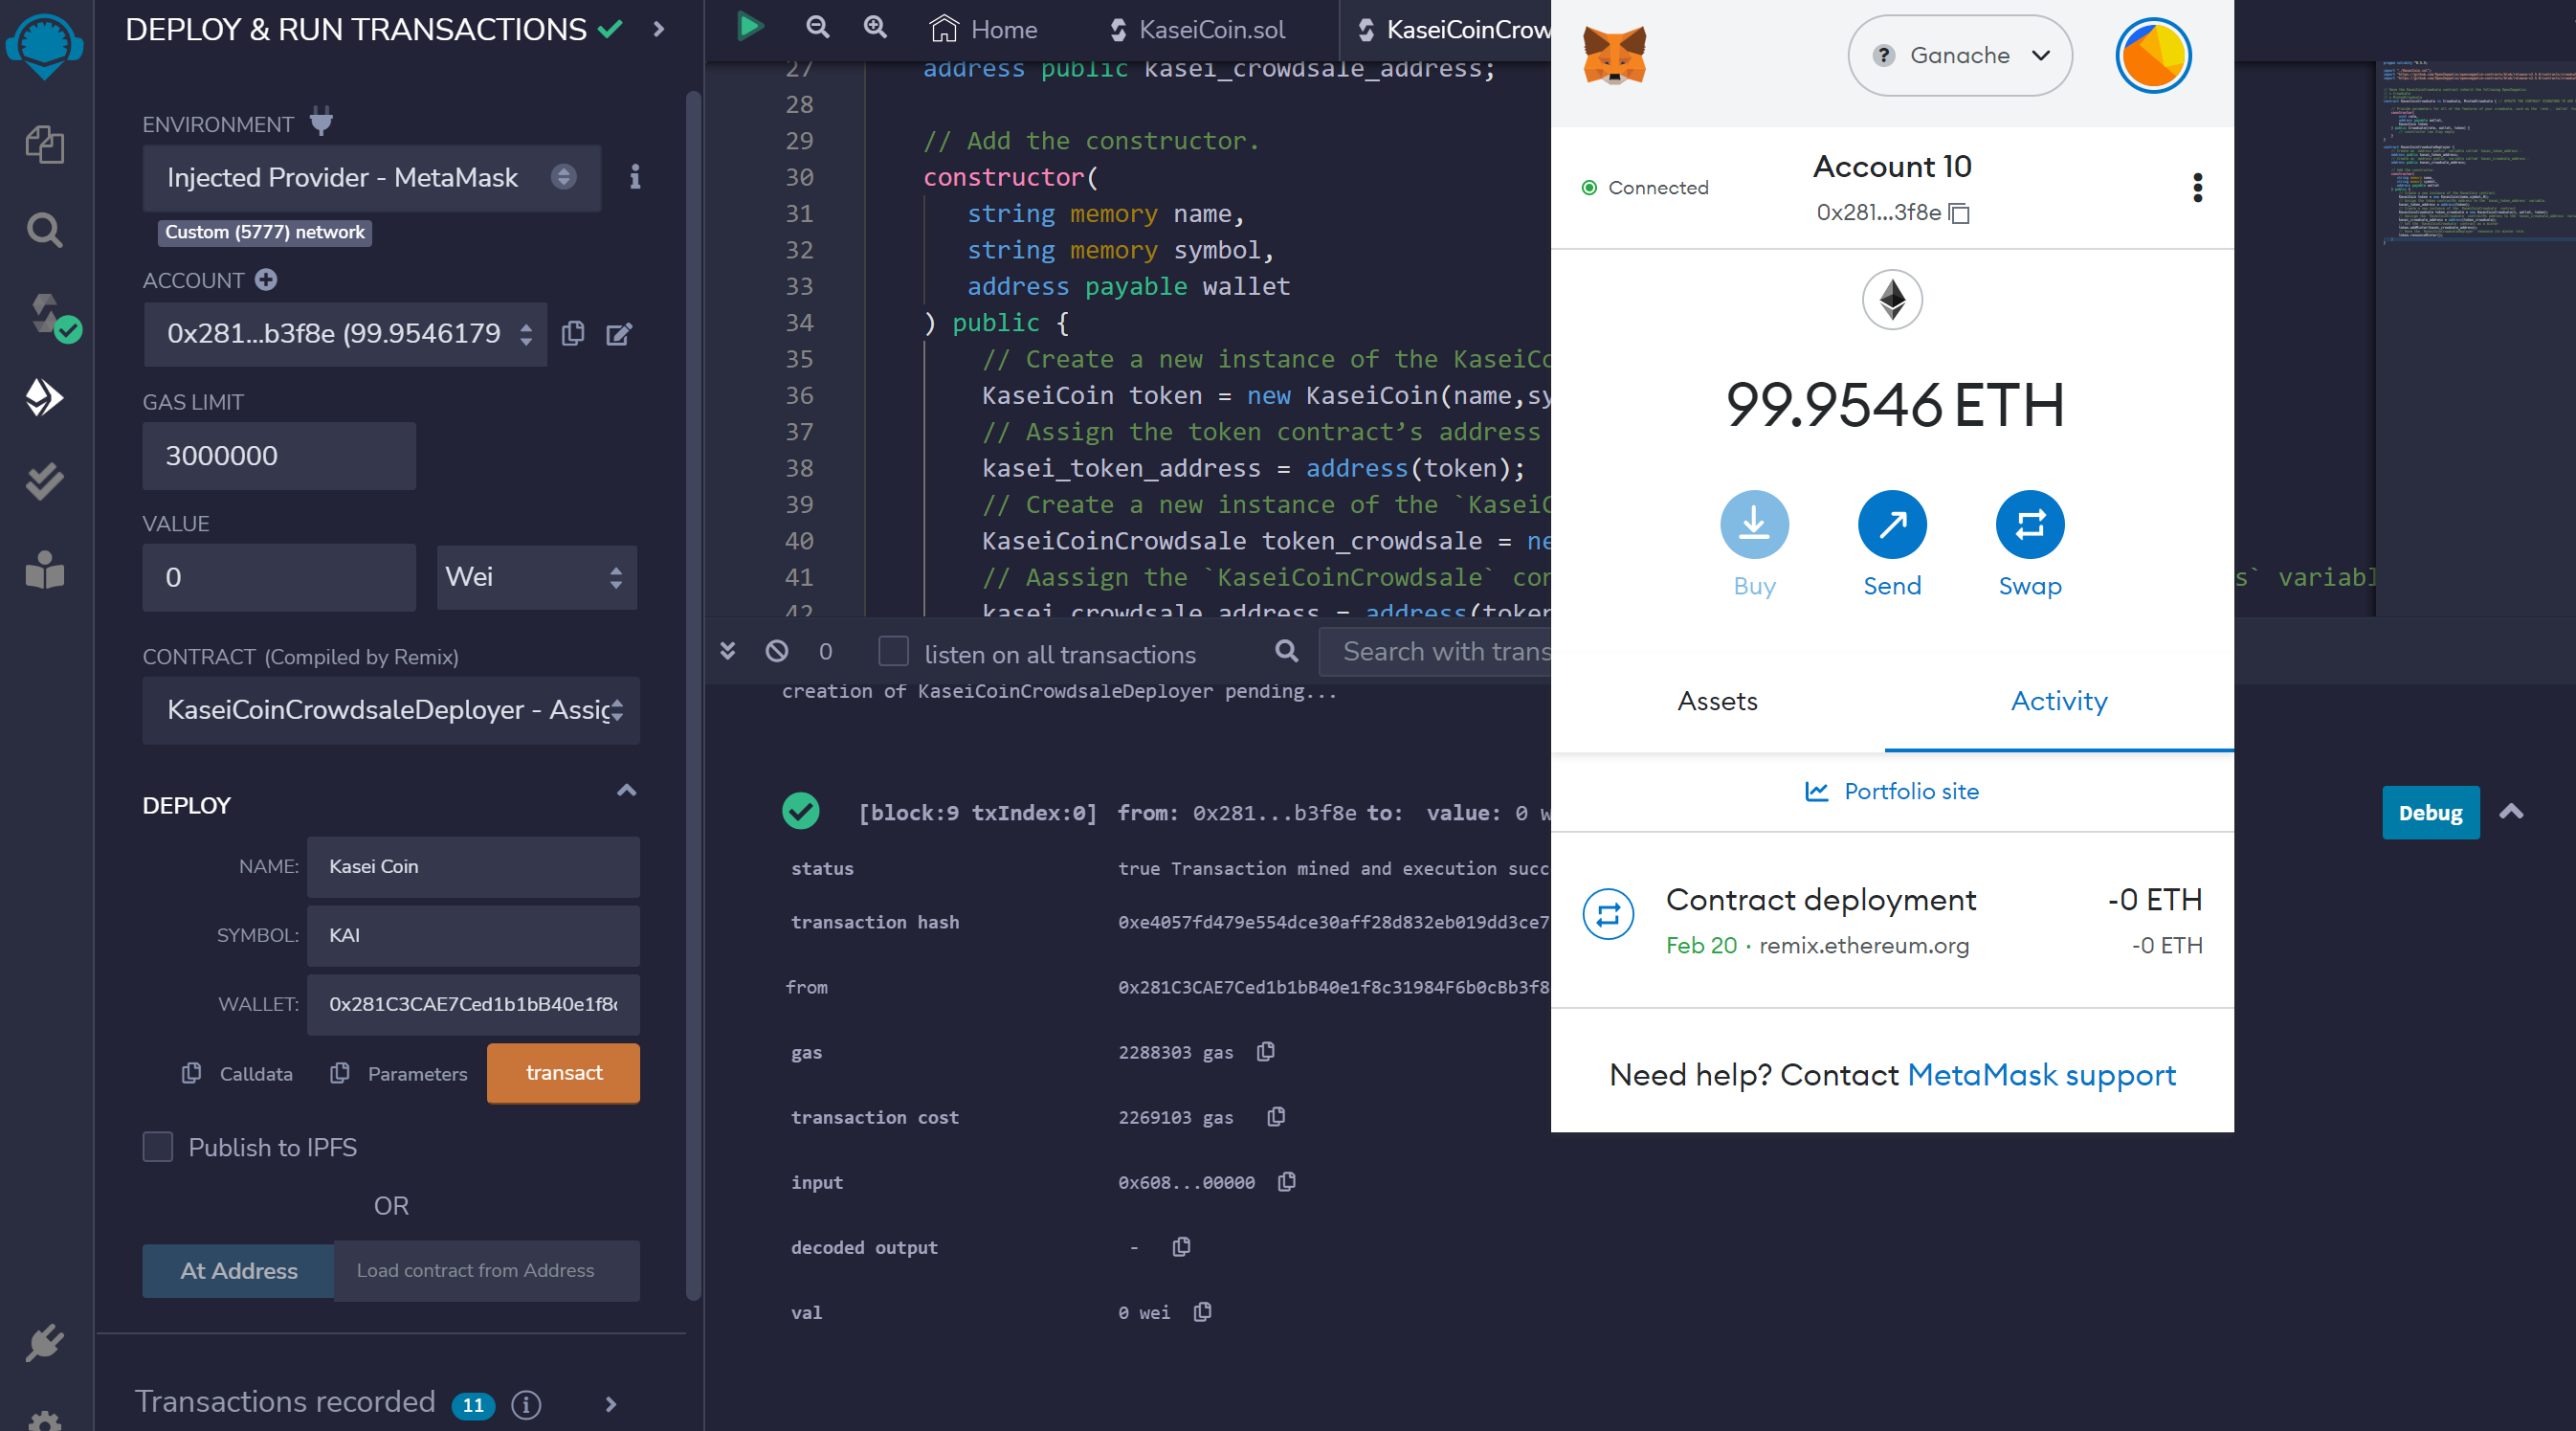 DEPLOY & RUN TRANSACTIONS
ENVIRONMENT
Injected Provider - MetaMask
Custom (5777) network
ACCOUNT
0x281...b3f8e (99.9546179
GAS LIMIT
3000000
VALUE
0
Wei
CONTRACT (Compiled by Remix)
KaseiCoinCrowdsaleDeployer - Assig
DEPLOY
NAME:
Kasei Coin
SYMBOL:
KAI
WALLET:
0x281C3CAE7Ced1b1bB40e1f8c
Calldata
Parameters
transact
Publish to IPFS
OR
At Address
Load contract from Address
Transactions recorded 11
Home
KaseiCoin.sol
KaseiCoinCrow
27 address public kasei_crowdsale_address;
28
29 // Add the constructor.
30 constructor(
31 string memory name,
32 string memory symbol,
33 address payable wallet
34 ) public {
35 // Create a new instance of the KaseiCo
36 KaseiCoin token = new KaseiCoin(name,sy
37 // Assign the token contract’s address
38 kasei_token_address = address(token);
39 // Create a new instance of the `KaseiC
40 KaseiCoinCrowdsale token_crowdsale = ne
41 // Aassign the `KaseiCoinCrowdsale` con
s` variabl
42 kasei_crowdsale_address = address(token
0
listen on all transactions
Search with trans
creation of KaseiCoinCrowdsaleDeployer pending...
[block:9 txIndex:0] from: 0x281...b3f8e to: value: 0 w
Debug
status
true Transaction mined and execution succ
transaction hash
0xe4057fd479e554dce30aff28d832eb019dd3ce7
from
0x281C3CAE7Ced1b1bB40e1f8c31984F6b0cBb3f8
gas
2288303 gas
transaction cost
2269103 gas
input
0x608...00000
decoded output
-
val
0 wei
? Ganache
Connected
Account 10
0x281...3f8e
99.9546 ETH
Buy
Send
Swap
Assets
Activity
Portfolio site
Contract deployment
-0 ETH
Feb 20 · remix.ethereum.org
-0 ETH
Need help? Contact MetaMask support